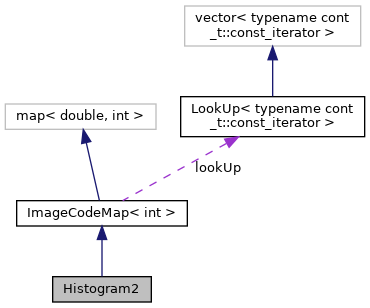 vector< typename cont
_t::const_iterator >
map< double, int >
LookUp< typename cont
_t::const_iterator >
lookUp
ImageCodeMap< int >
Histogram2